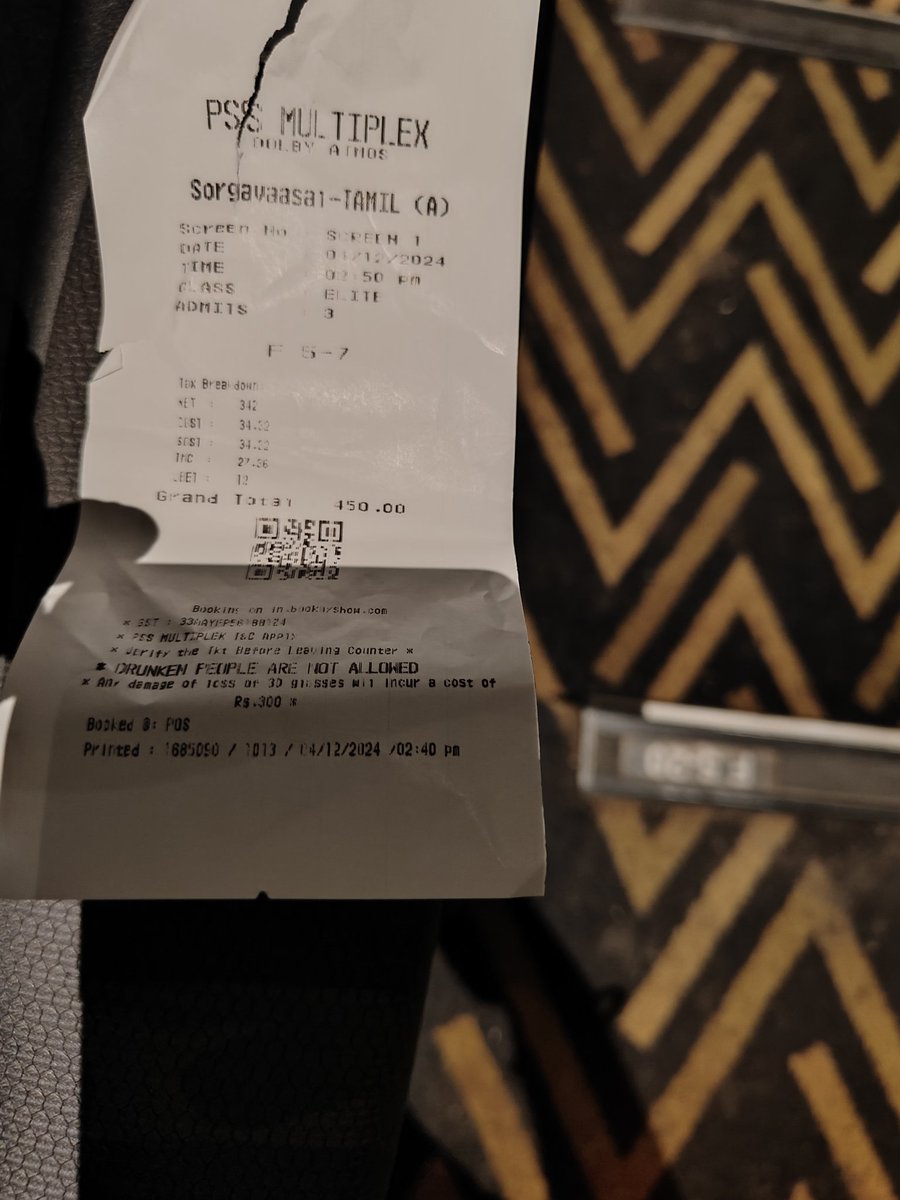 PSS MULTIPLEX
DOLBY ATMOS
Sorgavaasal-TAMIL (A)
Screen No SCREEN 1
DATE 04/12/2024
TIME 02:50 pm
CLASS ELITE
ADMITS : 3
F 5-7
Tax Breakdown
NET : 342
CGST : 34.22
SGST : 34.22
TMC : 27.36
: 12
Grand Total 450.00
Booking on in.bookmyshow.com
* GST :
* PSS MULTIPLEX T&C Apply
* Verify the Tkt Before Leaving Counter *
* DRUNKEN PEOPLE ARE NOT ALLOWED
* Any damage of loss of 3D glasses will incur a cost of
Rs.300 *
Booked @: POS
Printed : 1685090 / 1013 / 04/12/2024 /02:40 pm